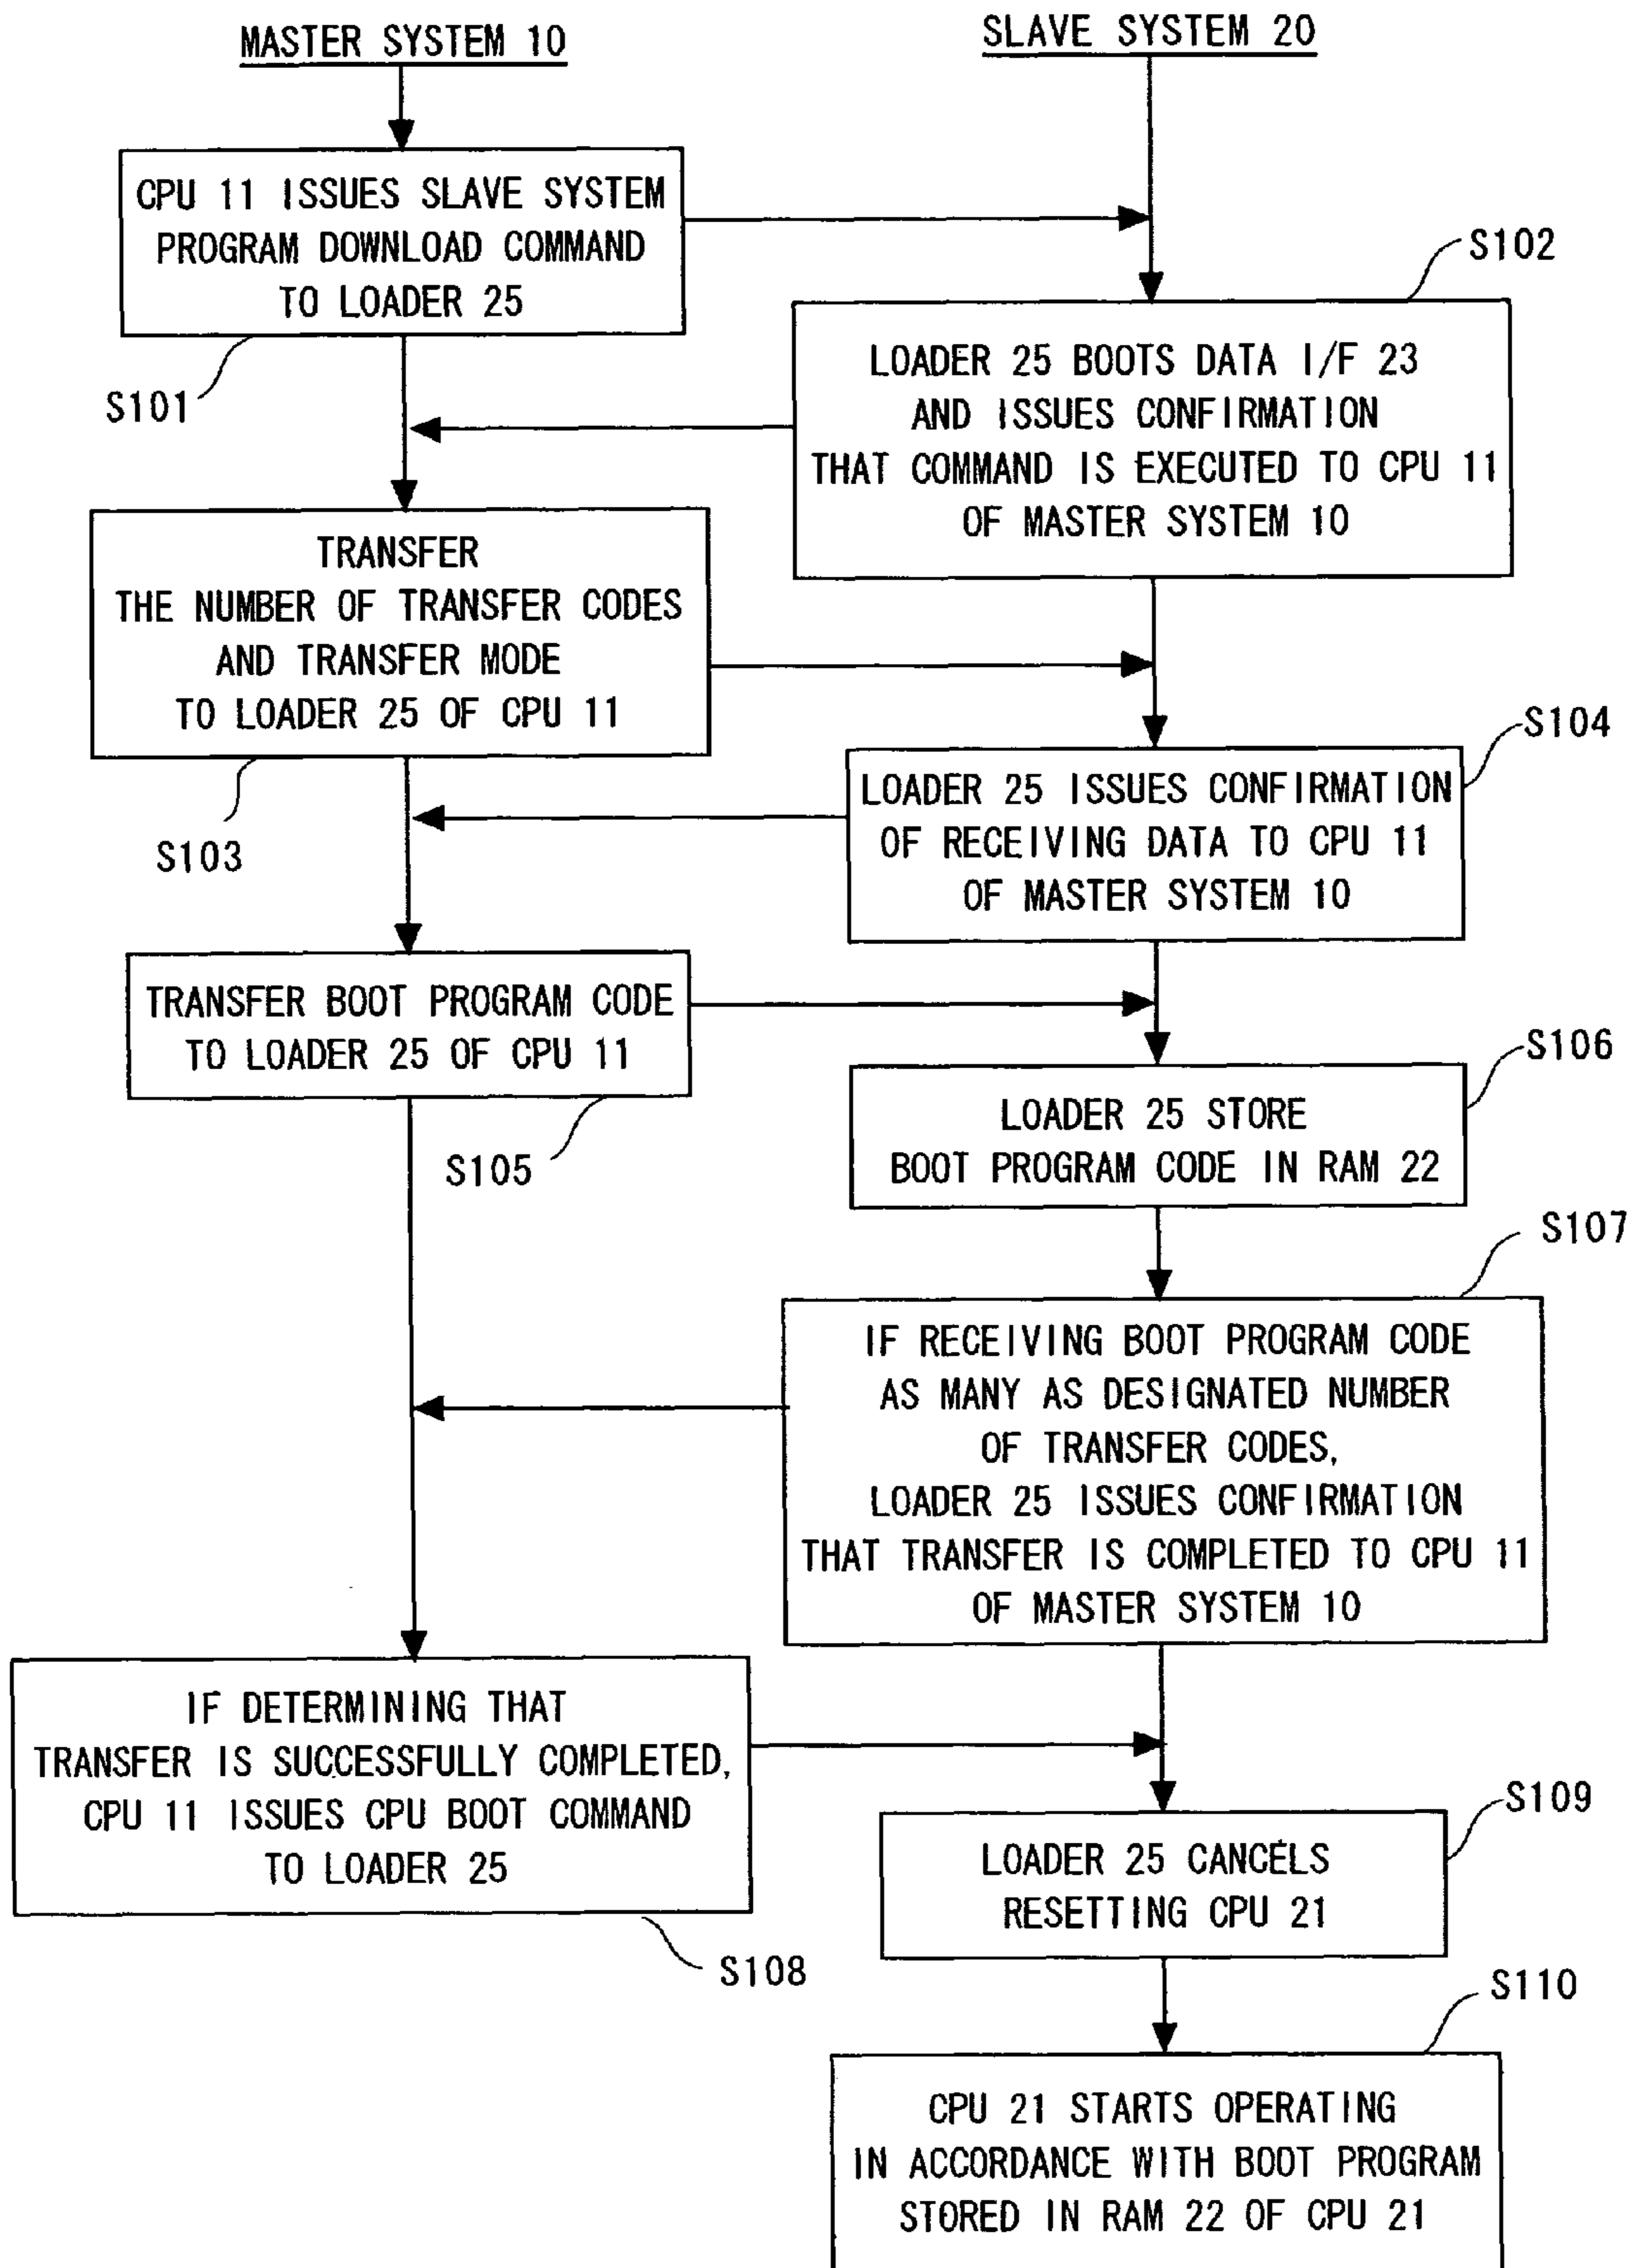 MASTER SYSTEM 10
SLAVE SYSTEM 20
CPU 11 ISSUES SLAVE SYSTEM
PROGRAM DOWNLOAD COMMAND
TO LOADER 25
S101
S102
LOADER 25 BOOTS DATA I/F 23
AND ISSUES CONFIRMATION
THAT COMMAND IS EXECUTED TO CPU 11
OF MASTER SYSTEM 10
TRANSFER
THE NUMBER OF TRANSFER CODES
AND TRANSFER MODE
TO LOADER 25 OF CPU 11
S103
S104
LOADER 25 ISSUES CONFIRMATION
OF RECEIVING DATA TO CPU 11
OF MASTER SYSTEM 10
TRANSFER BOOT PROGRAM CODE
TO LOADER 25 OF CPU 11
S105
S106
LOADER 25 STORE
BOOT PROGRAM CODE IN RAM 22
S107
IF RECEIVING BOOT PROGRAM CODE
AS MANY AS DESIGNATED NUMBER
OF TRANSFER CODES,
LOADER 25 ISSUES CONFIRMATION
THAT TRANSFER IS COMPLETED TO CPU 11
OF MASTER SYSTEM 10
IF DETERMINING THAT
TRANSFER IS SUCCESSFULLY COMPLETED,
CPU 11 ISSUES CPU BOOT COMMAND
TO LOADER 25
S108
S109
LOADER 25 CANCELS
RESETTING CPU 21
S110
CPU 21 STARTS OPERATING
IN ACCORDANCE WITH BOOT PROGRAM
STORED IN RAM 22 OF CPU 21